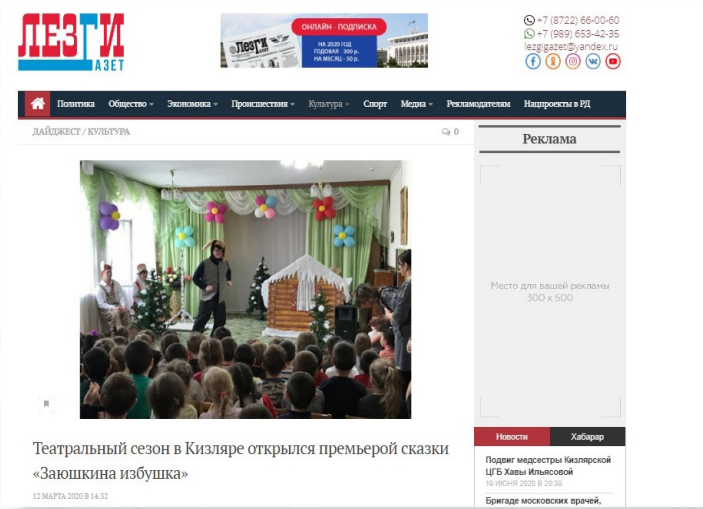 ЛЕЗГИ
ГАЗЕТ
ОНЛАЙН - ПОДПИСКА
НА 2020 ГОД
ГОДОВАЯ 300 р.
НА МЕСЯЦ - 50 р.
+7 (8722) 66-00-60
+7 (989) 653-42-35
lezgigazet@yandex.ru
Политика Общество Экономика Происшествия Культура Спорт Медиа Рекламодателям Нацпроекты в РД
ДАЙДЖЕСТ / КУЛЬТУРА 0
Реклама
Место для вашей рекламы
300 x 500
Театральный сезон в Кизляре открылся премьерой сказки
«Заюшкина избушка»
12 МАРТА 2020 В 14:32
Новости Хабарар
Подвиг медсестры Кизлярской
ЦГБ Хавы Ильясовой
18 ИЮНЯ 2020 В 20:39
Бригаде московских врачей,